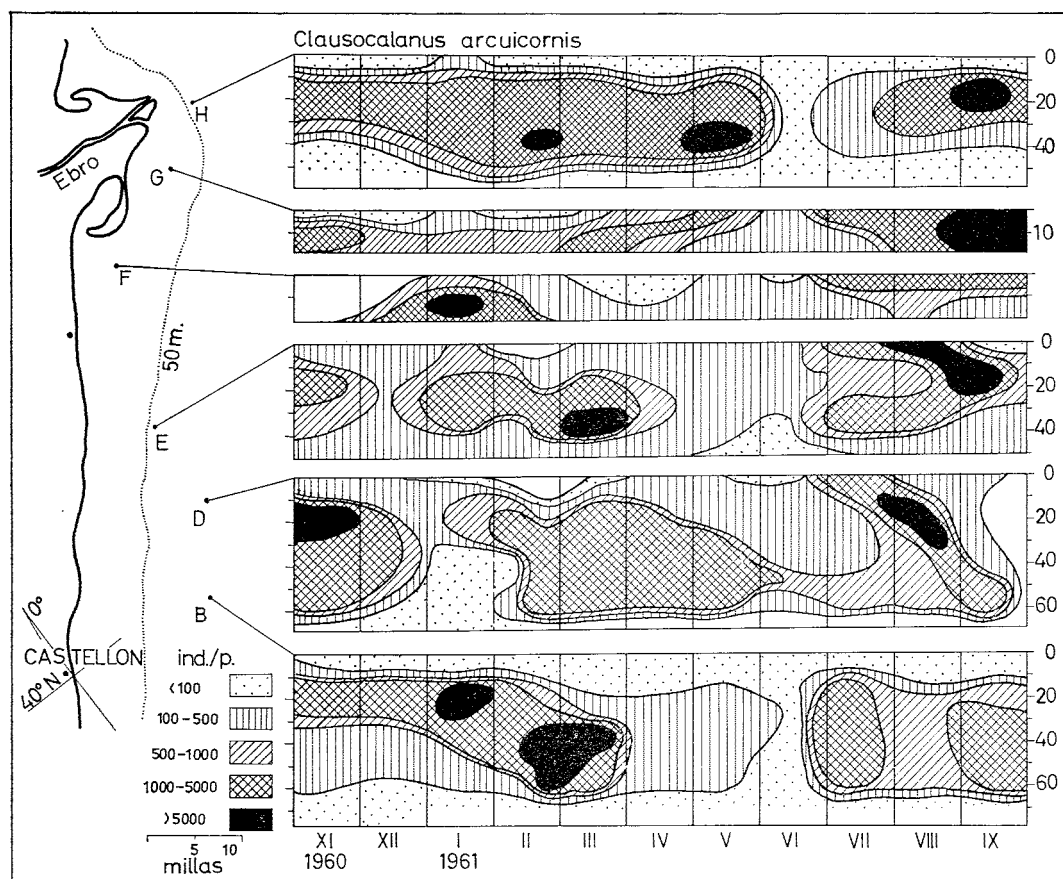 Clausocalanus arcuicornis
H
Ebro
G
F
50m.
E
D
B
0°
CASTELLON
40°N
ind./p.
<100
100-500
500-1000
1000-5000
>5000
5 10
millas
0
20
40
10
0
20
40
0
20
40
60
0
20
40
60
XI XII I II III IV V VI VII VIII IX
1960 1961